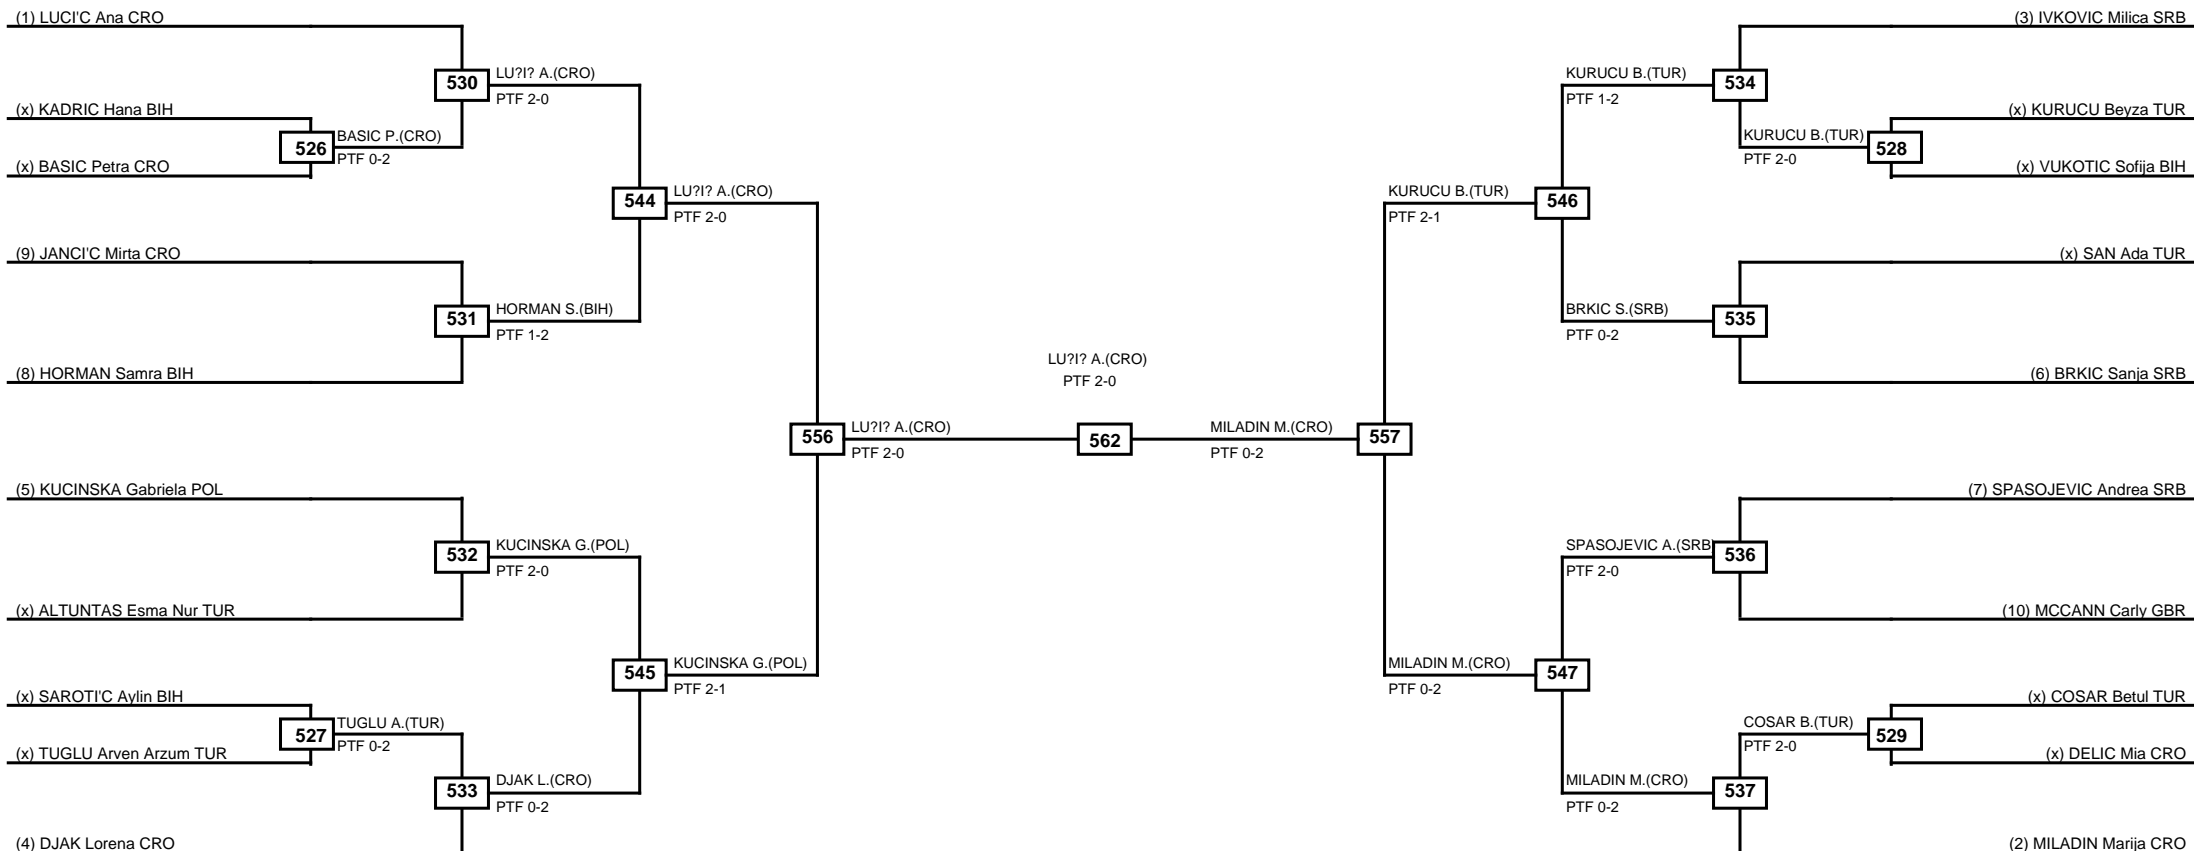 (1) LUCI'C Ana CRO
(3) IVKOVIC Milica SRB
530
LU?I? A.(CRO)
PTF 2-0
KURUCU B.(TUR)
PTF 1-2
534
(x) KADRIC Hana BIH
(x) KURUCU Beyza TUR
526
BASIC P.(CRO)
PTF 0-2
KURUCU B.(TUR)
PTF 2-0
528
(x) BASIC Petra CRO
(x) VUKOTIC Sofija BIH
544
LU?I? A.(CRO)
PTF 2-0
KURUCU B.(TUR)
PTF 2-1
546
(9) JANCI'C Mirta CRO
(x) SAN Ada TUR
531
HORMAN S.(BIH)
PTF 1-2
BRKIC S.(SRB)
PTF 0-2
535
LU?I? A.(CRO)
PTF 2-0
(8) HORMAN Samra BIH
(6) BRKIC Sanja SRB
556
LU?I? A.(CRO)
PTF 2-0
562
MILADIN M.(CRO)
PTF 0-2
557
(5) KUCINSKA Gabriela POL
(7) SPASOJEVIC Andrea SRB
532
KUCINSKA G.(POL)
PTF 2-0
SPASOJEVIC A.(SRB
PTF 2-0
536
(x) ALTUNTAS Esma Nur TUR
(10) MCCANN Carly GBR
545
KUCINSKA G.(POL)
PTF 2-1
MILADIN M.(CRO)
PTF 0-2
547
(x) SAROTI'C Aylin BIH
(x) COSAR Betul TUR
527
TUGLU A.(TUR)
PTF 0-2
COSAR B.(TUR)
PTF 2-0
529
(x) TUGLU Arven Arzum TUR
(x) DELIC Mia CRO
533
DJAK L.(CRO)
PTF 0-2
MILADIN M.(CRO)
PTF 0-2
537
(4) DJAK Lorena CRO
(2) MILADIN Marija CRO